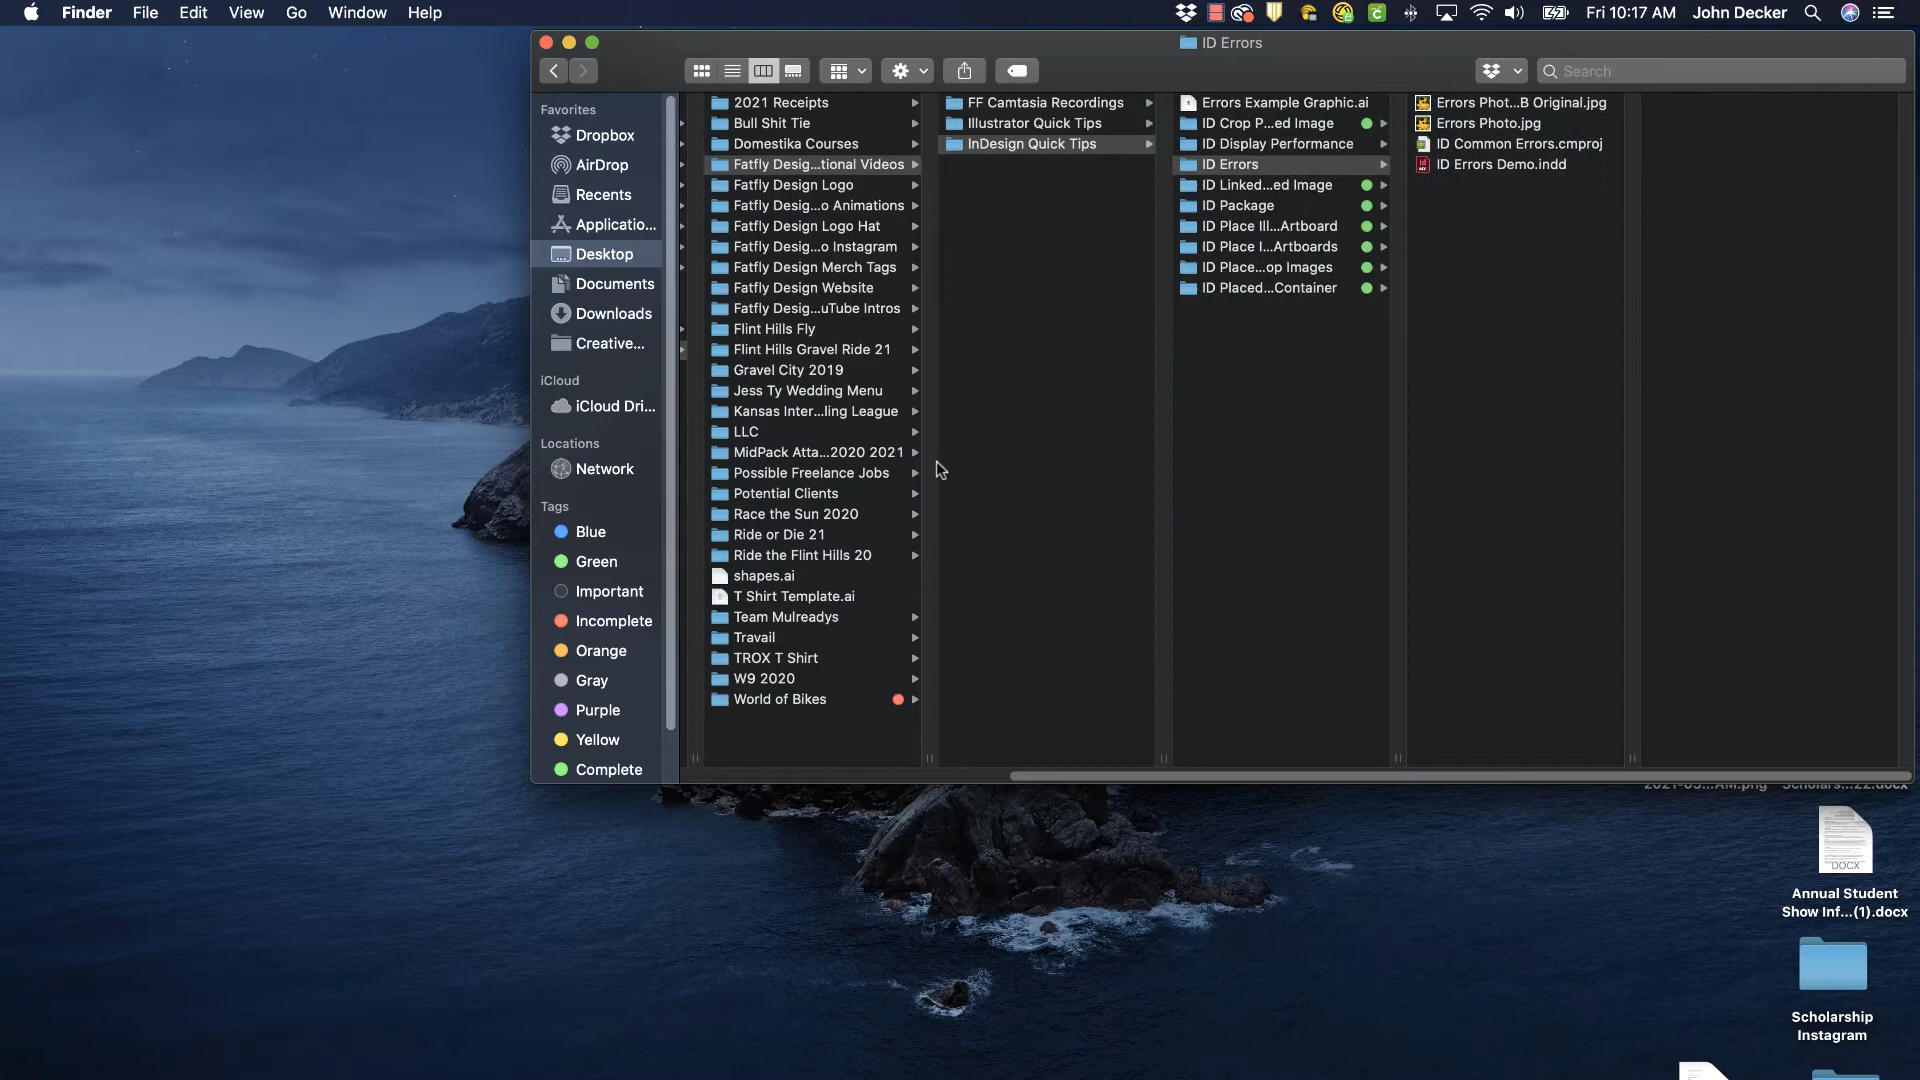 Finder File Edit View Go Window Help Fri 10:17 AM John Decker
ID Errors
Search
Favorites
Dropbox
AirDrop
Recents
Applicatio...
Desktop
Documents
Downloads
Creative...
iCloud
iCloud Dri...
Locations
Network
Tags
Blue
Green
Important
Incomplete
Orange
Gray
Purple
Yellow
Complete
2021 Receipts
Bull Shit Tie
Domestika Courses
Fatfly Desig...tional Videos
Fatfly Design Logo
Fatfly Desig...o Animations
Fatfly Design Logo Hat
Fatfly Desig...o Instagram
Fatfly Design Merch Tags
Fatfly Design Website
Fatfly Desig...uTube Intros
Flint Hills Fly
Flint Hills Gravel Ride 21
Gravel City 2019
Jess Ty Wedding Menu
Kansas Inter...ling League
LLC
MidPack Atta...2020 2021
Possible Freelance Jobs
Potential Clients
Race the Sun 2020
Ride or Die 21
Ride the Flint Hills 20
shapes.ai
T Shirt Template.ai
Team Mulreadys
Travail
TROX T Shirt
W9 2020
World of Bikes
FF Camtasia Recordings
Illustrator Quick Tips
InDesign Quick Tips
Errors Example Graphic.ai
ID Crop P...ed Image
ID Display Performance
ID Errors
ID Linked...ed Image
ID Package
ID Place Ill...Artboard
ID Place I...Artboards
ID Place...op Images
ID Placed...Container
Errors Phot...B Original.jpg
Errors Photo.jpg
ID Common Errors.cmproj
ID Errors Demo.indd
2021-03...AM.png Scholars...22.docx
DOCX
Annual Student
Show Inf...(1).docx
Scholarship
Instagram